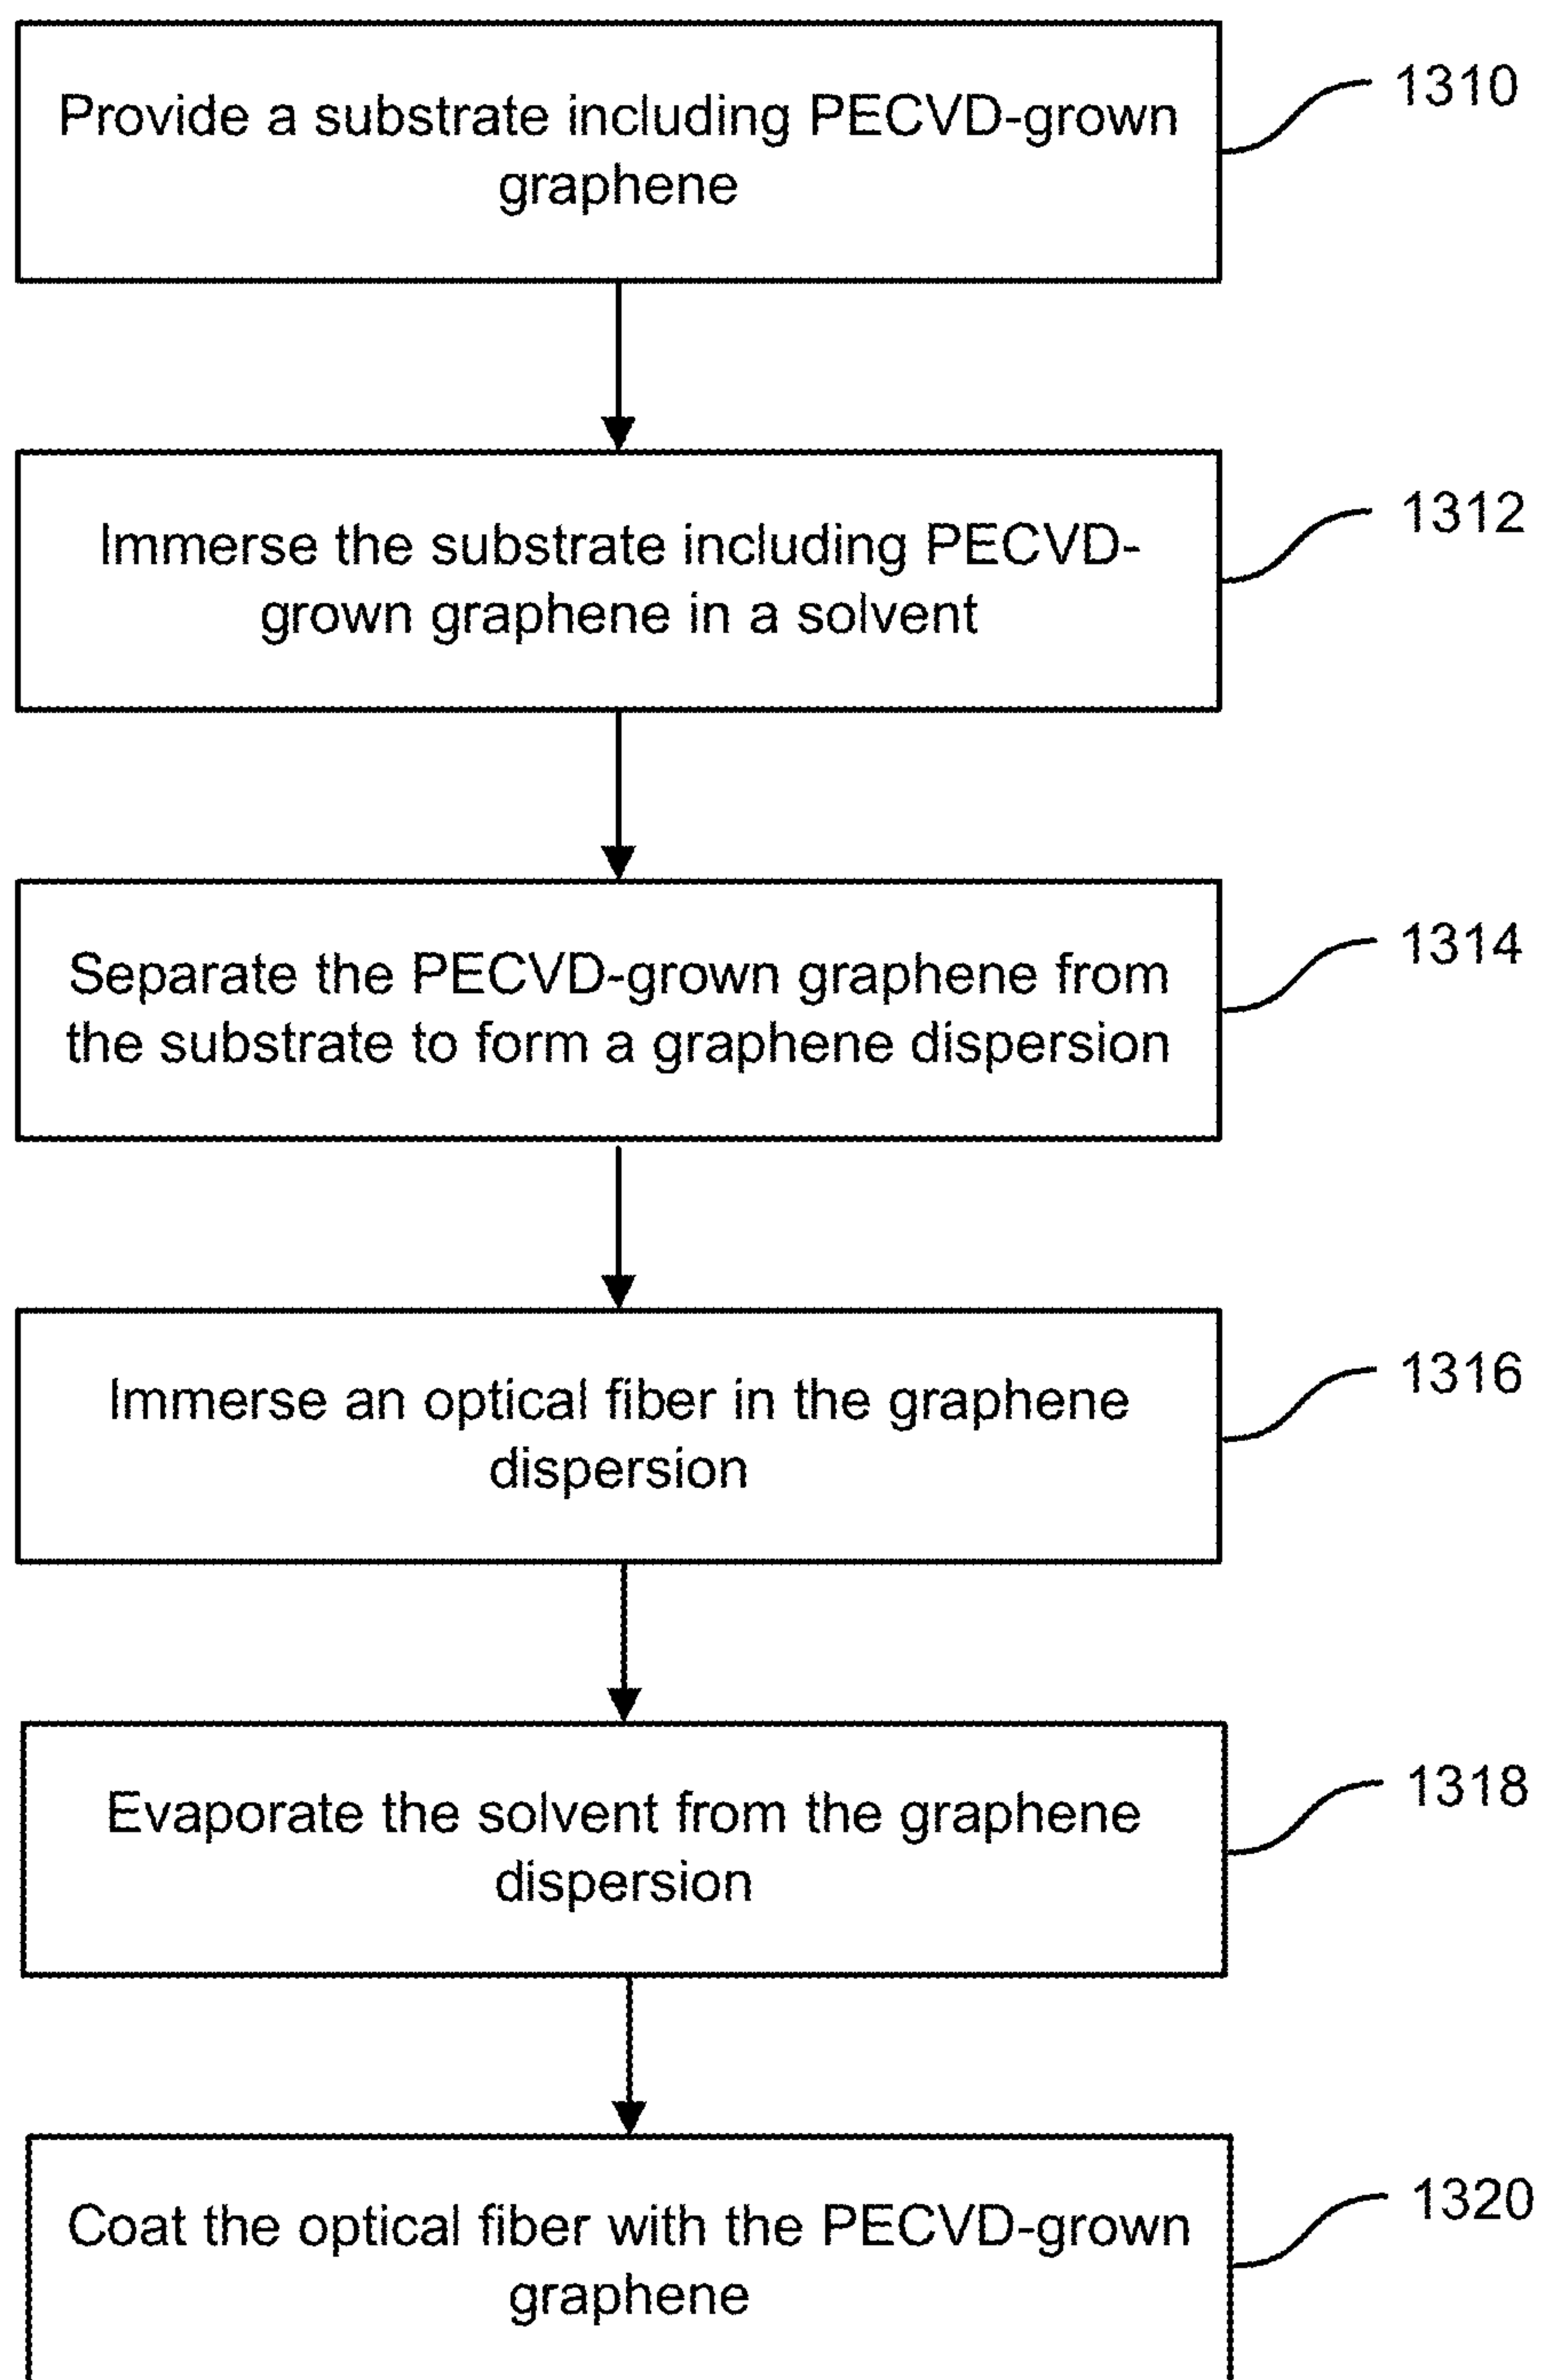 Provide a substrate including PECVD-grown
graphene
1310
Immerse the substrate including PECVD-
grown graphene in a solvent
1312
Separate the PECVD-grown graphene from
the substrate to form a graphene dispersion
1314
Immerse an optical fiber in the graphene
dispersion
1316
Evaporate the solvent from the graphene
dispersion
1318
Coat the optical fiber with the PECVD-grown
graphene
1320